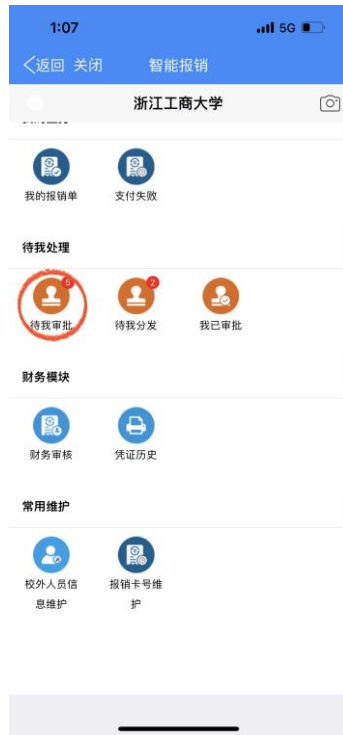 1:07 5G
返回 关闭 智能报销
浙江工商大学
我的报销单 支付失败
待我处理
5 2
待我审批 待我分发 我已审批
财务模块
财务审核 凭证历史
常用维护
校外人员信 报销卡号维
息维护 护